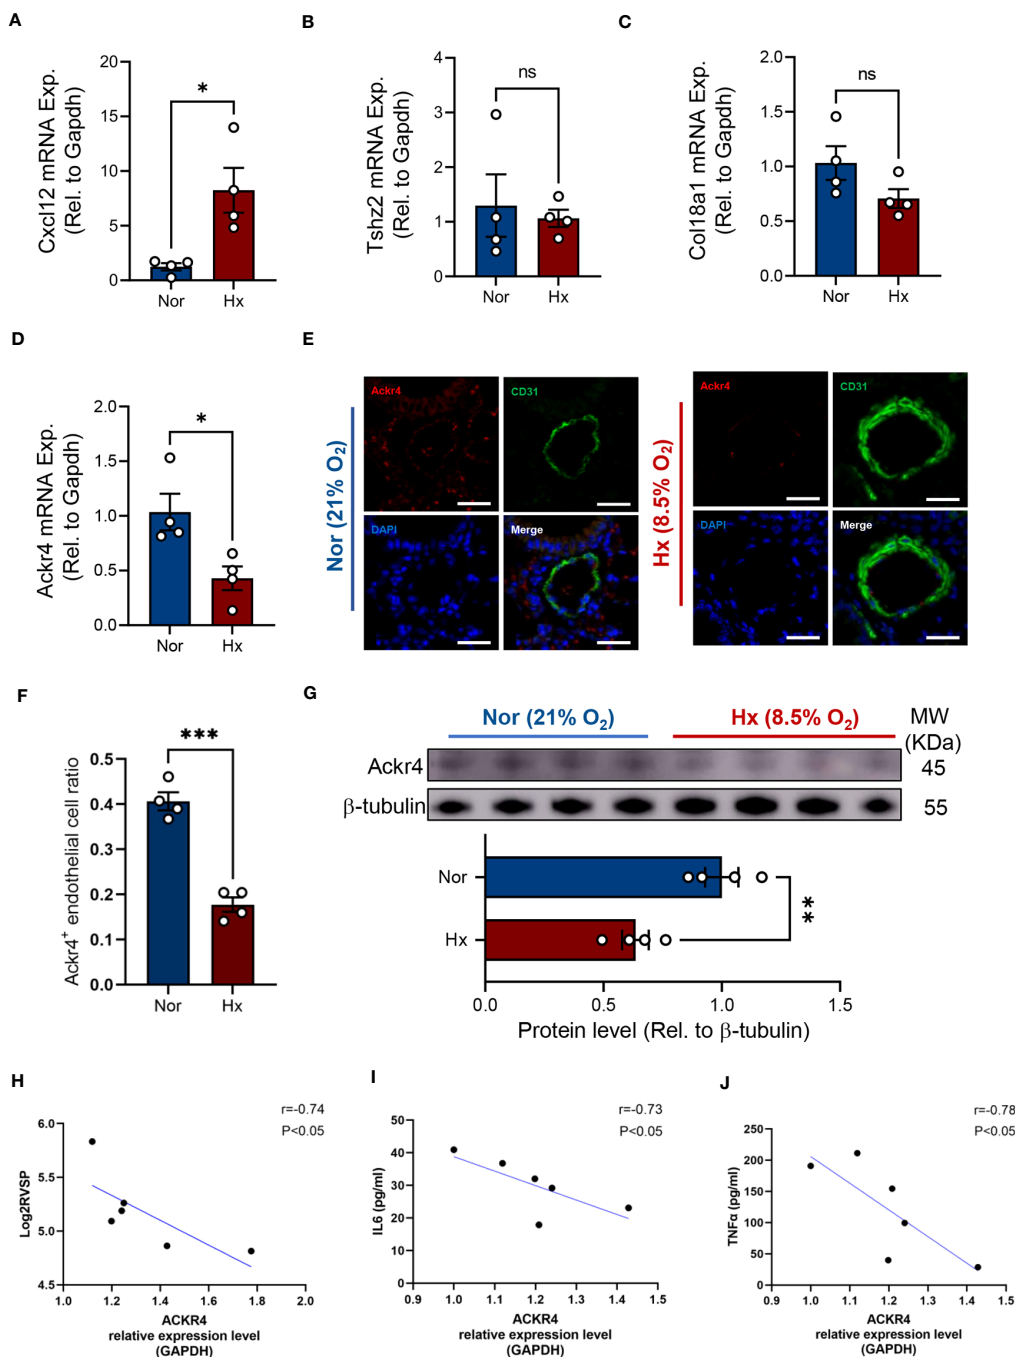 A
Cxcl12 mRNA Exp.
(Rel. to Gapdh)
20
15
10
5
0
*
Nor
Hx
B
Tshz2 mRNA Exp.
(Rel. to Gapdh)
4
3
2
1
0
ns
Nor
Hx
C
Col18a1 mRNA Exp.
(Rel. to Gapdh)
2.0
1.5
1.0
0.5
0.0
ns
Nor
Hx
D
Ackr4 mRNA Exp.
(Rel. to Gapdh)
2.0
1.5
1.0
0.5
0.0
*
Nor
Hx
E
Nor (21% O2)
Ackr4
CD31
DAPI
Merge
Hx (8.5% O2)
Ackr4
CD31
DAPI
Merge
F
Ackr4+ endothelial cell ratio
0.5
0.4
0.3
0.2
0.1
0.0
***
Nor
Hx
G
Nor (21% O2)
Hx (8.5% O2)
MW
(KDa)
Ackr4
45
β-tubulin
55
Nor
Hx
**
0.0
0.5
1.0
1.5
Protein level (Rel. to β-tubulin)
H
r=-0.74
P<0.05
Log2RVSP
6.0
5.5
5.0
4.5
1.0
1.2
1.4
1.6
1.8
2.0
ACKR4
relative expression level
(GAPDH)
I
r=-0.73
P<0.05
IL6 (pg/ml)
50
40
30
20
10
0
0.9
1.0
1.1
1.2
1.3
1.4
1.5
ACKR4
relative expression level
(GAPDH)
J
r=-0.78
P<0.05
TNFα (pg/ml)
250
200
150
100
50
0
0.9
1.0
1.1
1.2
1.3
1.4
1.5
ACKR4
relative expression level
(GAPDH)